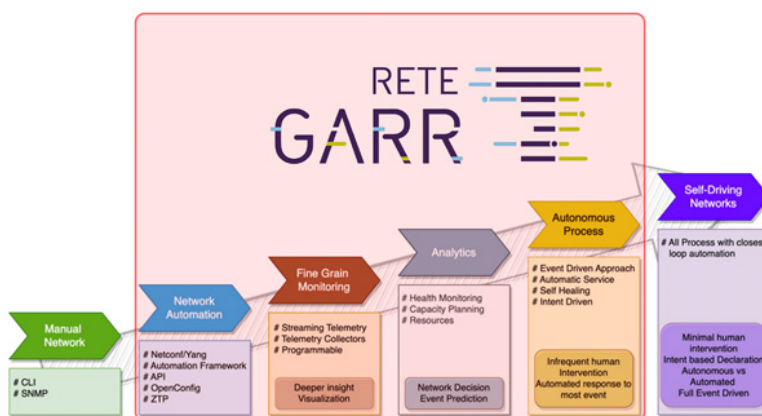 RETE
GARR
Self-Driving
Networks
Autonomous
Process
# All Process with closes
loop automation
Analytics
# Event Driven Approach
# Automatic Service
# Self Healing
# Intent Driven
Fine Grain
Monitoring
# Health Monitoring
# Capacity Planning
# Resources
Network
Automation
# Streaming Telemetry
# Telemetry Collectors
# Programmable
Manual
Network
# Netconf/Yang
# Automation Framework
# API
# OpenConfig
# ZTP
# CLI
# SNMP
Deeper insight
Visualization
Network Decision
Event Prediction
Infrequent human
Intervention
Automated response to
most event
Minimal human
intervention
Intent based Declaration
Autonomous vs
Automated
Full Event Driven